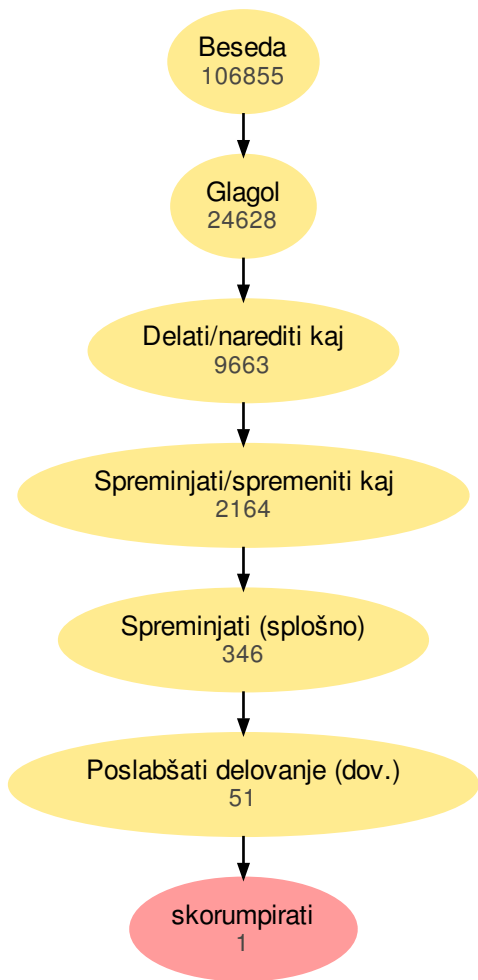 Beseda
106855
Glagol
24628
Delati/narediti kaj
9663
Spreminjati/spremeniti kaj
2164
Spreminjati (splošno)
346
Poslabšati delovanje (dov.)
51
skorumpirati
1